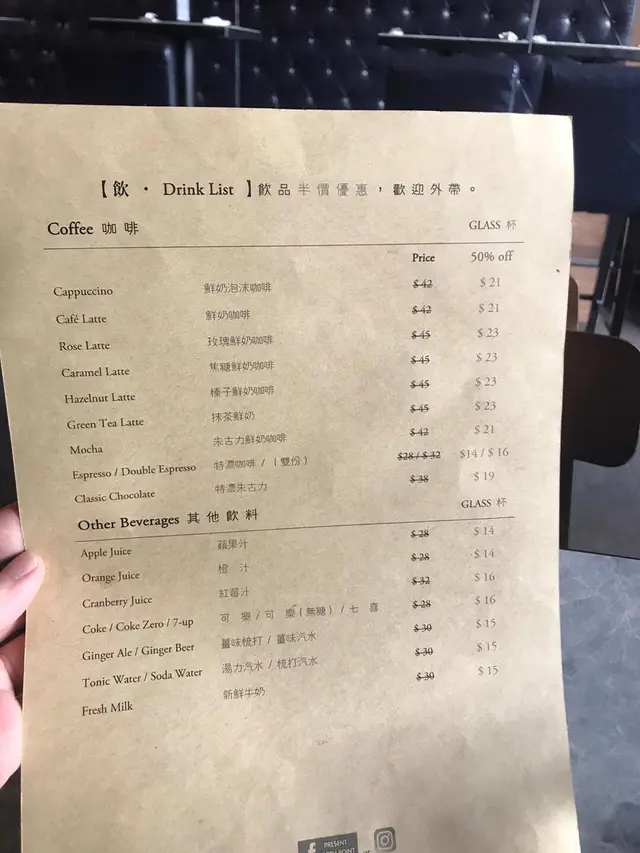 【飲 · Drink List 】飲品半價優惠，歡迎外帶。
Coffee 咖啡 GLASS 杯
Price 50% off
Cappuccino 鮮奶泡沫咖啡 $42 $ 21
Café Latte 鮮奶咖啡 $42 $ 21
Rose Latte 玫瑰鮮奶咖啡 $45 $ 23
Caramel Latte 焦糖鮮奶咖啡 $45 $ 23
Hazelnut Latte 榛子鮮奶咖啡 $45 $ 23
Green Tea Latte 抹茶鮮奶 $45 $ 23
Mocha 朱古力鮮奶咖啡 $42 $ 21
Espresso / Double Espresso 特濃咖啡 /（雙份） $28 / $ 32 $14 / $ 16
Classic Chocolate 特濃朱古力 $38 $ 19
Other Beverages 其他飲料 GLASS 杯
Apple Juice 蘋果汁 $28 $ 14
Orange Juice 橙 汁 $28 $ 14
Cranberry Juice 紅莓汁 $32 $ 16
Coke / Coke Zero / 7-up 可 樂 / 可 樂 (無糖) / 七 喜 $28 $ 16
Ginger Ale / Ginger Beer 薑味梳打 / 薑味汽水 $30 $ 15
Tonic Water / Soda Water 湯力汽水 / 梳打汽水 $30 $ 15
Fresh Milk 新鮮牛奶 $30 $ 15
PRESENT
POINT